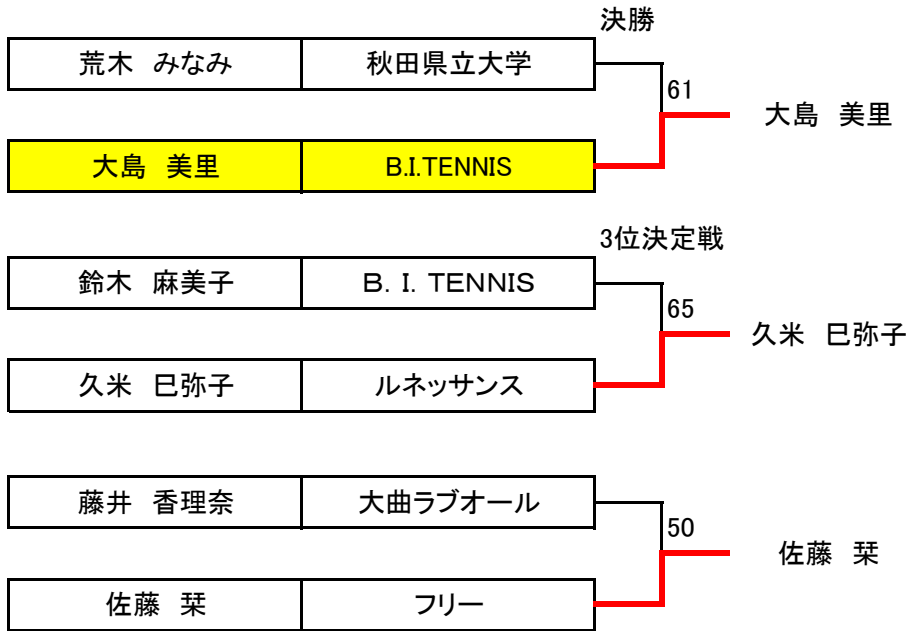 決勝
荒木　みなみ　秋田県立大学
61
大島　美里
大島　美里　B.I.TENNIS
3位決定戦
鈴木　麻美子　Ｂ．Ｉ．ＴＥＮＮＩＳ
65
久米　巳弥子
久米　巳弥子　ルネッサンス
藤井　香理奈　大曲ラブオール
50
佐藤　栞
佐藤　栞　フリー